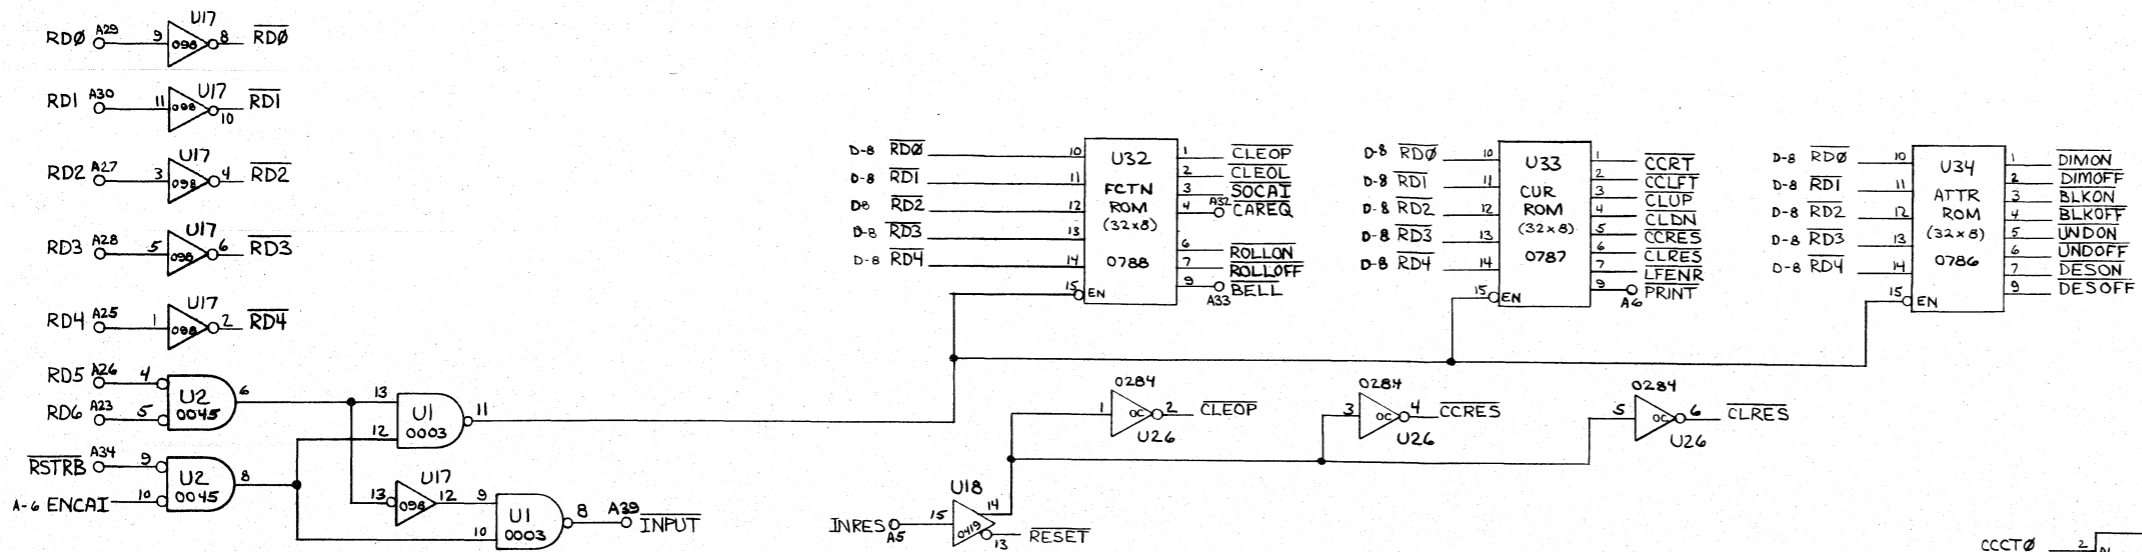 U17
RDØ A29 9 098 8 RDØ
U17
RD1 A30 11 098 10 RD1
U17
RD2 A27 3 098 4 RD2
U17
RD3 A28 5 098 6 RD3
U17
RD4 A25 1 098 2 RD4
RD5 A26 4
U2
0045
6
RD6 A23 5
RSTRB A34 9
U2
0045
8
A-6 ENCAI 10
13
12
U1
0003
11
U17
13 098 12
9
10
U1
0003
8 A39 INPUT
D-8 RDØ 10
D-8 RD1 11
D8 RD2 12
D-8 RD3 13
D-8 RD4 14
15 EN
U32
FCTN
ROM
(32x8)
0788
1 CLEOP
2 CLEOL
3 SOCAI
4 A32 CAREQ
6 ROLLON
7 ROLLOFF
9 A33 BELL
D-8 RDØ 10
D-8 RD1 11
D-8 RD2 12
D-8 RD3 13
D-8 RD4 14
15 EN
U33
CUR
ROM
(32x8)
0787
1 CCRT
2 CCLFT
3 CLUP
4 CLDN
5 CCRES
6 CLRES
7 LFENR
9 A6 PRINT
D-8 RDØ 10
D-8 RD1 11
D-8 RD2 12
D-8 RD3 13
D-8 RD4 14
15 EN
U34
ATTR
ROM
(32x8)
0786
1 DIMON
2 DIMOFF
3 BLKON
4 BLKOFF
5 UNDON
6 UNDOFF
7 DESON
9 DESOFF
0284
1 OC 2 CLEOP
U26
0284
3 OC 4 CCRES
U26
0284
5 OC 6 CLRES
U26
U18
INRES A5 15 0419 14
13 RESET
CCCTØ 2